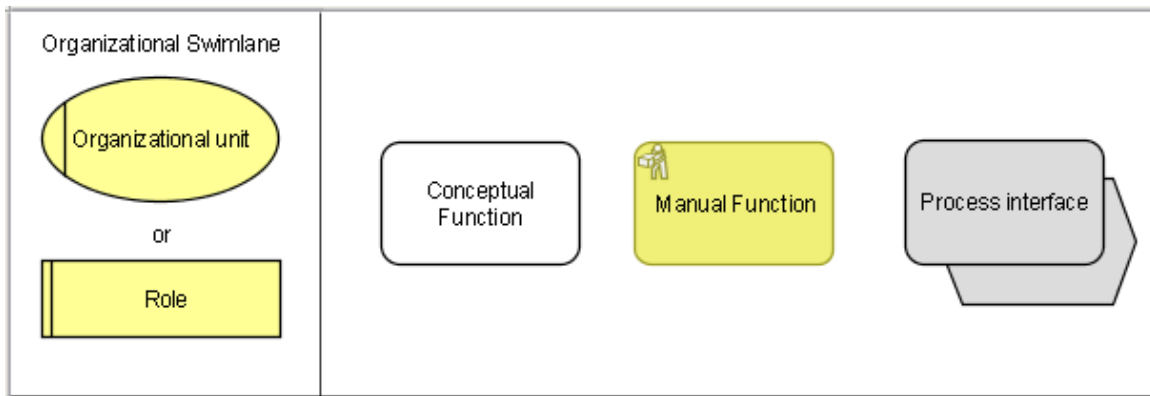 Organizational Swimlane
Organizational unit
or
Role
Conceptual
Function
Manual Function
Process interface